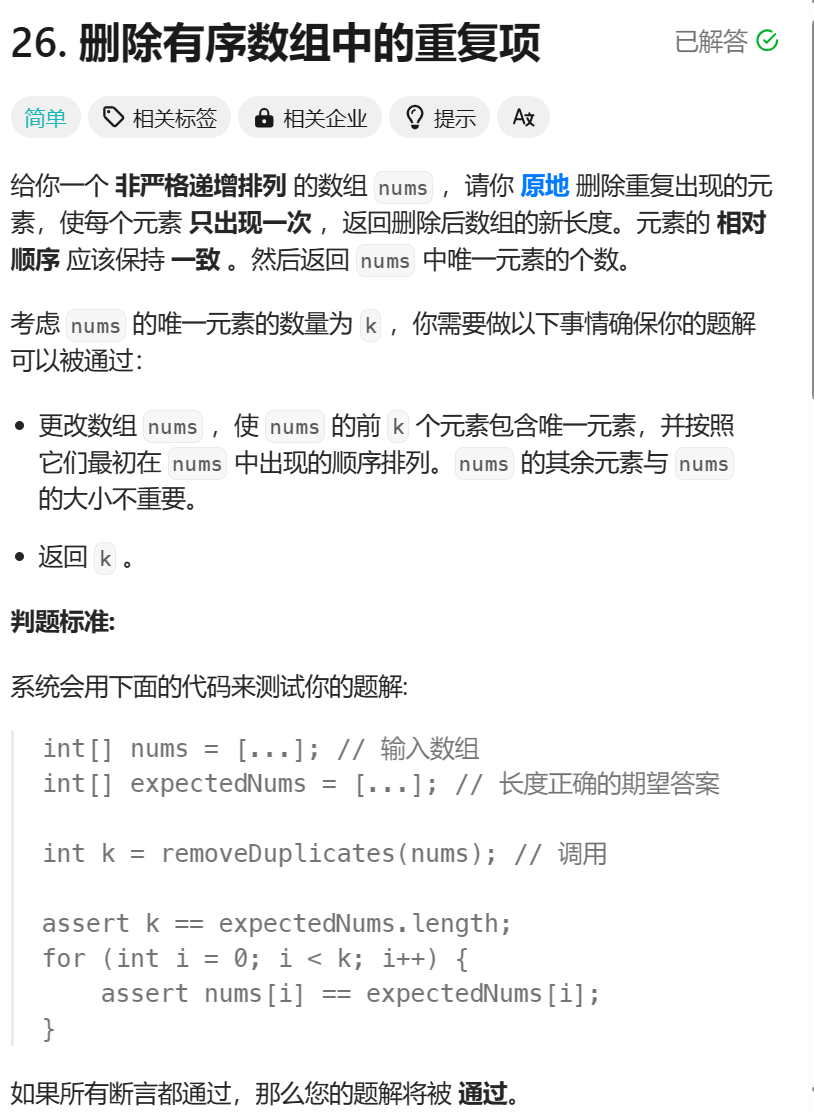 26. 删除有序数组中的重复项
已解答
简单 相关标签 相关企业 提示 A文
给你一个 非严格递增排列 的数组 nums ，请你 原地 删除重复出现的元
素，使每个元素 只出现一次 ，返回删除后数组的新长度。元素的 相对
顺序 应该保持 一致 。然后返回 nums 中唯一元素的个数。
考虑 nums 的唯一元素的数量为 k ，你需要做以下事情确保你的题解
可以被通过：
• 更改数组 nums ，使 nums 的前 k 个元素包含唯一元素，并按照
它们最初在 nums 中出现的顺序排列。nums 的其余元素与 nums
的大小不重要。
• 返回 k 。
判题标准:
系统会用下面的代码来测试你的题解:
int[] nums = [...]; // 输入数组
int[] expectedNums = [...]; // 长度正确的期望答案
int k = removeDuplicates(nums); // 调用
assert k == expectedNums.length;
for (int i = 0; i < k; i++) {
    assert nums[i] == expectedNums[i];
}
如果所有断言都通过，那么您的题解将被 通过。